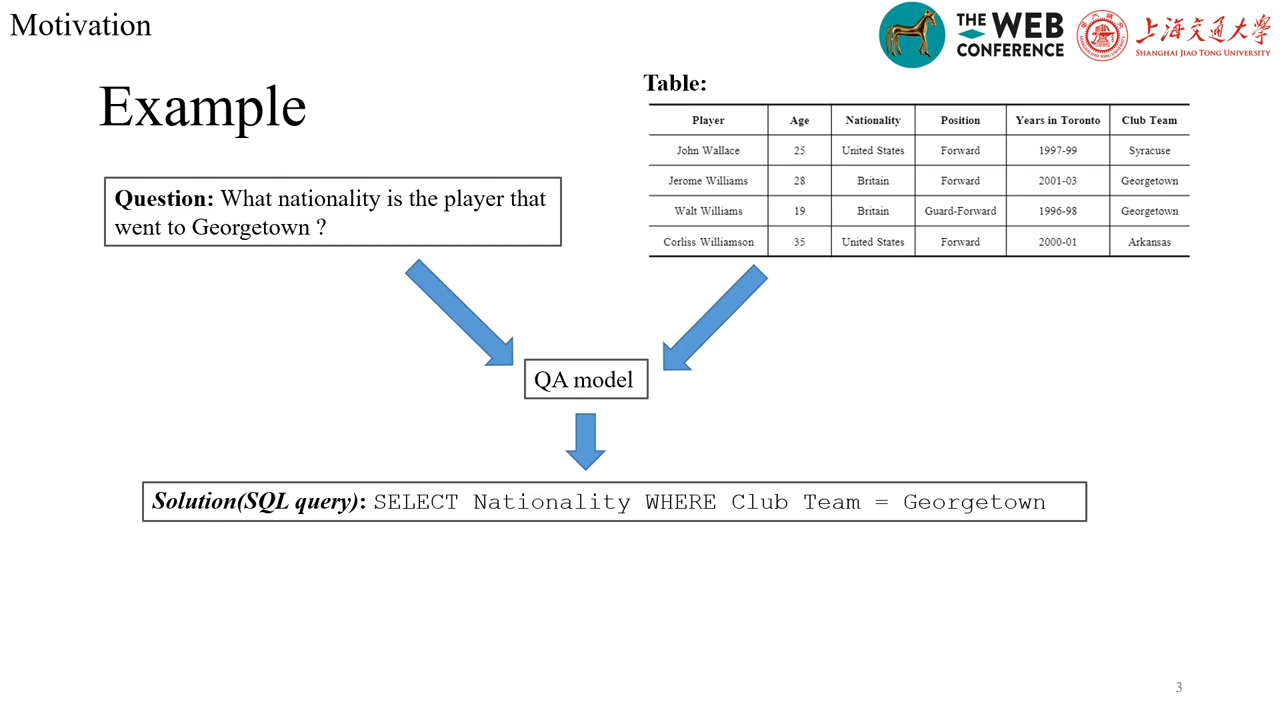 Motivation
THE WEB
CONFERENCE
上海交通大学
SHANGHAI JIAO TONG UNIVERSITY
Example
Table:
Player Age Nationality Position Years in Toronto Club Team
John Wallace 25 United States Forward 1997-99 Syracuse
Jerome Williams 28 Britain Forward 2001-03 Georgetown
Walt Williams 19 Britain Guard-Forward 1996-98 Georgetown
Corliss Williamson 35 United States Forward 2000-01 Arkansas
Question: What nationality is the player that
went to Georgetown ?
QA model
Solution(SQL query): SELECT Nationality WHERE Club Team = Georgetown
3